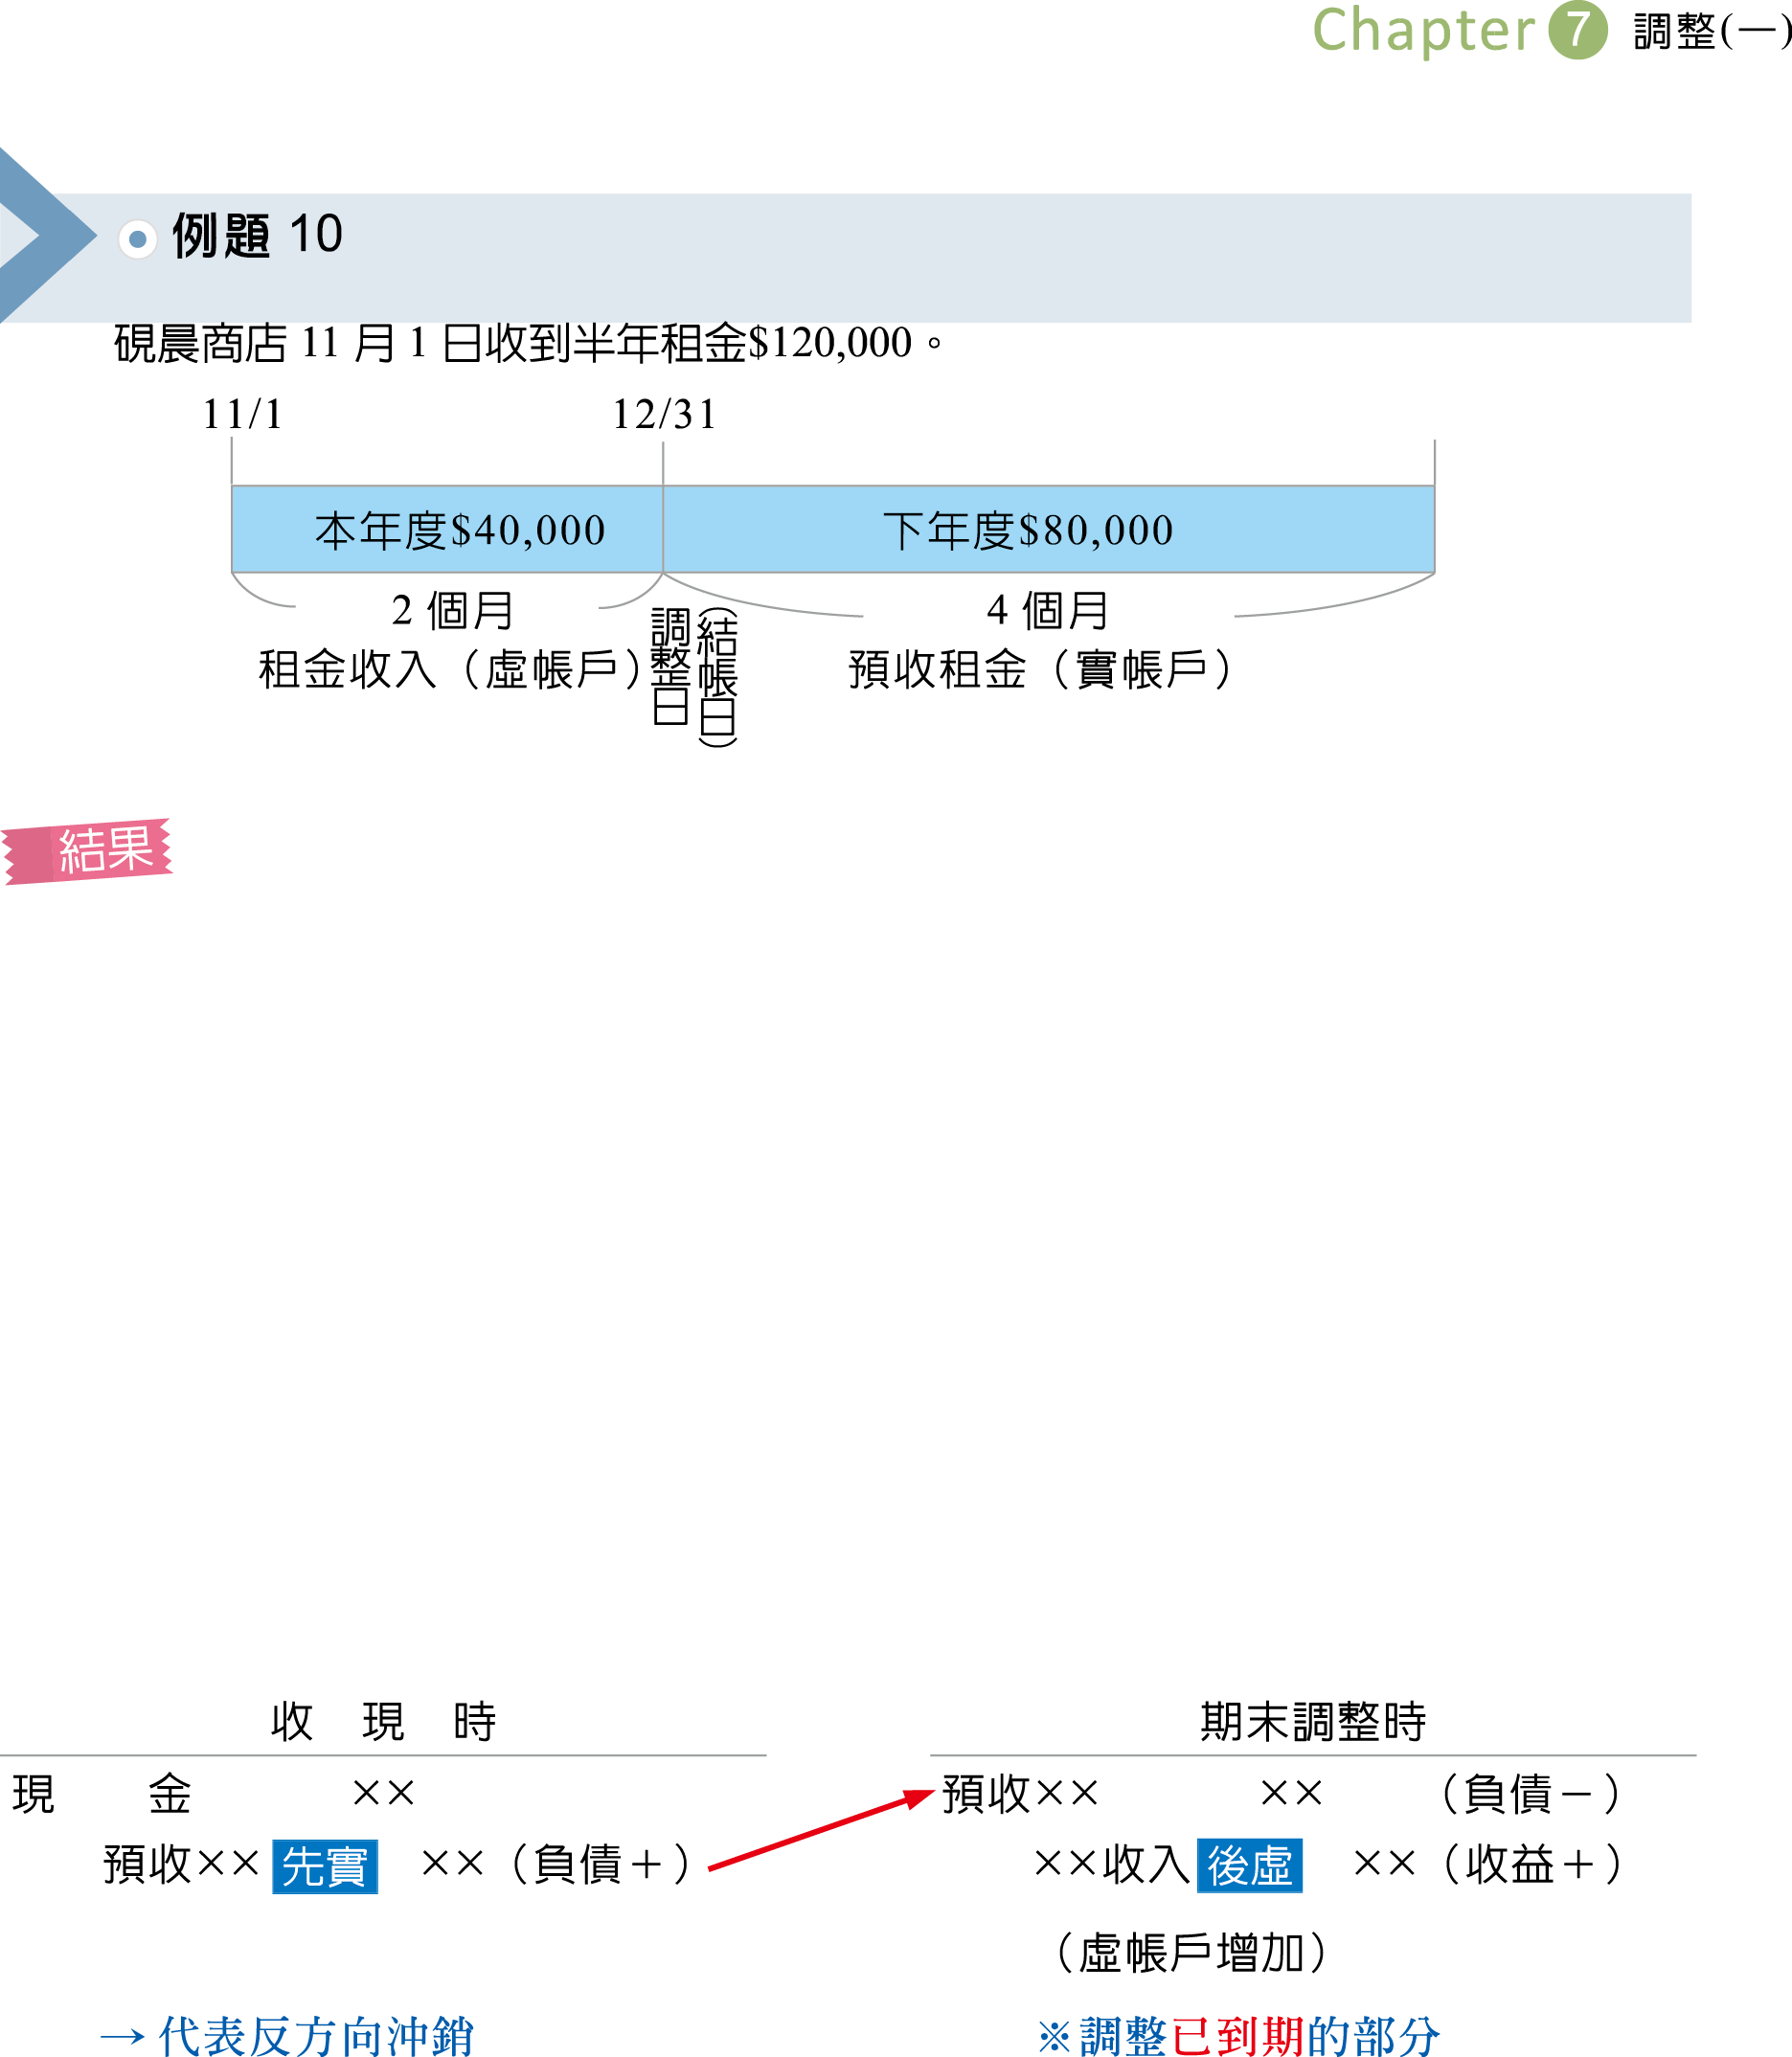 Chapter 7 調整(一)
例題 10
硯晨商店 11 月 1 日收到半年租金$120,000。
11/1 12/31
本年度$40,000 下年度$80,000
2 個月 4 個月
租金收入（虛帳戶） 調整日 （結帳日） 預收租金（實帳戶）
結果
收 現 時 期末調整時
現 金 ×× 預收×× ×× （負債－）
預收×× 先實 ××（負債＋） ××收入 後虛 ××（收益＋）
（虛帳戶增加）
→ 代表反方向沖銷 ※調整已到期的部分